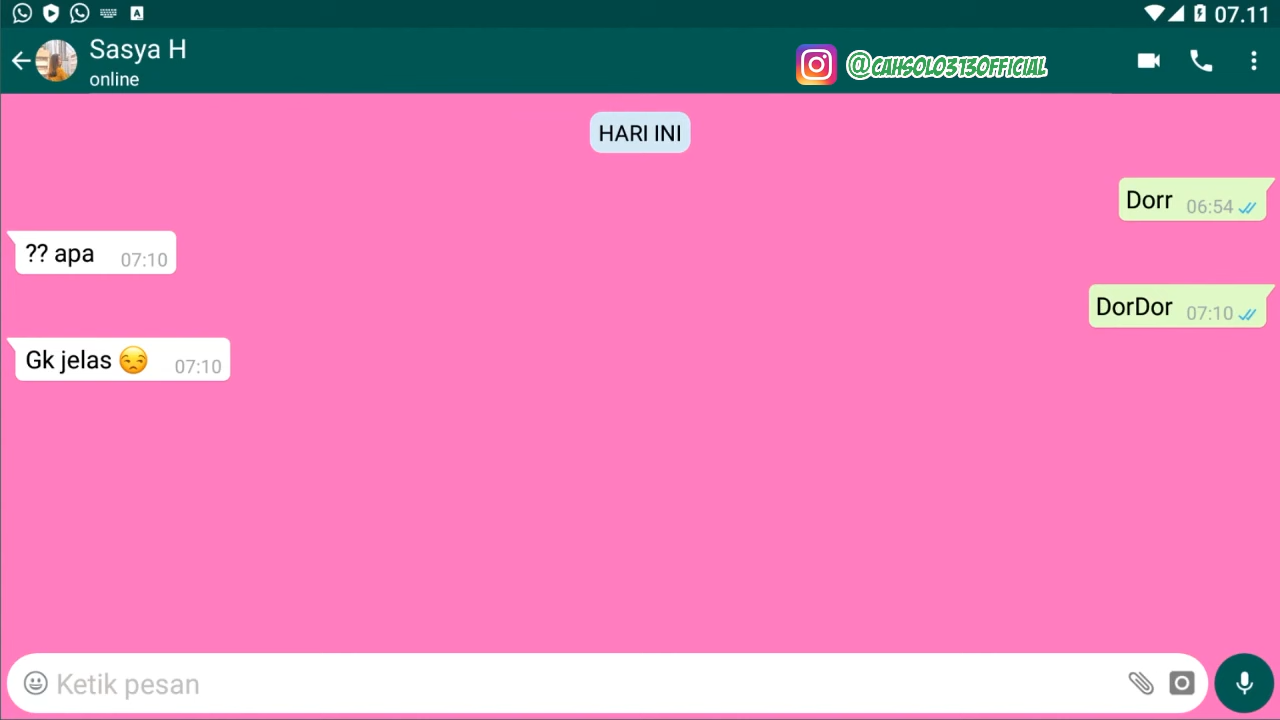 07.11
Sasya H
online
@CAHSOLO313OFFICIAL
HARI INI
Dorr 06:54
?? apa 07:10
DorDor 07:10
Gk jelas 😒 07:10
Ketik pesan